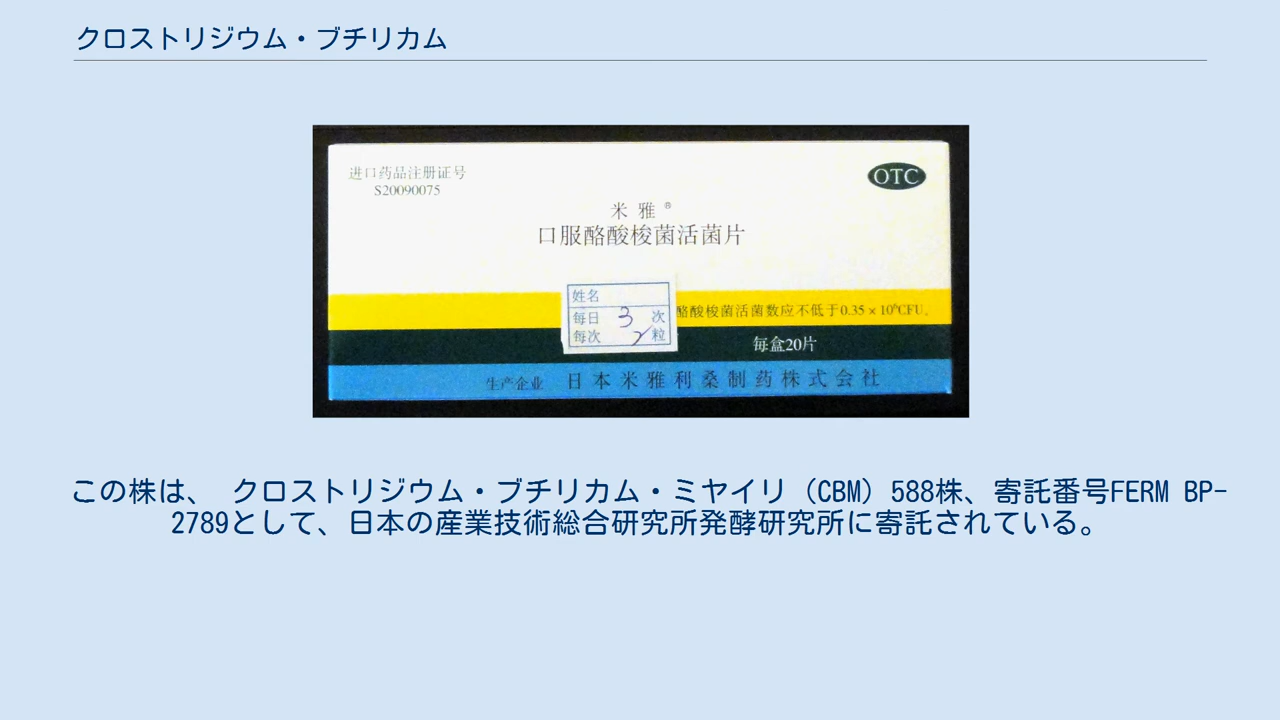 クロストリジウム・ブチリカム
进口药品注册证号
S20090075
OTC
米雅®
口服酪酸梭菌活菌片
姓名
每日 3 次
每次 2 粒
酪酸梭菌活菌数应不低于0.35×10⁶CFU。
每盒20片
生产企业 日本米雅利桑制药株式会社
この株は、 クロストリジウム・ブチリカム・ミヤイリ（CBM）588株、寄託番号FERM BP-
2789として、日本の産業技術総合研究所発酵研究所に寄託されている。